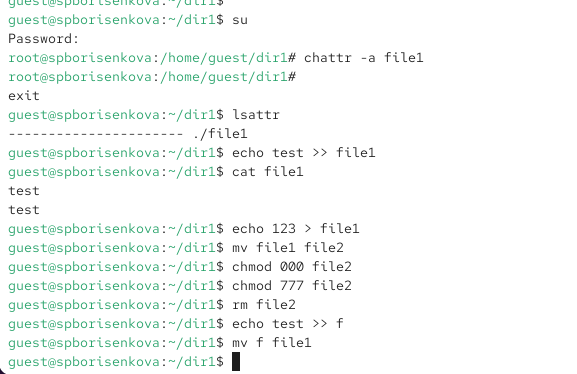 guest@spborisenkova:~/dir1$
guest@spborisenkova:~/dir1$ su
Password:
root@spborisenkova:/home/guest/dir1# chattr -a file1
root@spborisenkova:/home/guest/dir1#
exit
guest@spborisenkova:~/dir1$ lsattr
---------------------- ./file1
guest@spborisenkova:~/dir1$ echo test >> file1
guest@spborisenkova:~/dir1$ cat file1
test
test
guest@spborisenkova:~/dir1$ echo 123 > file1
guest@spborisenkova:~/dir1$ mv file1 file2
guest@spborisenkova:~/dir1$ chmod 000 file2
guest@spborisenkova:~/dir1$ chmod 777 file2
guest@spborisenkova:~/dir1$ rm file2
guest@spborisenkova:~/dir1$ echo test >> f
guest@spborisenkova:~/dir1$ mv f file1
guest@spborisenkova:~/dir1$